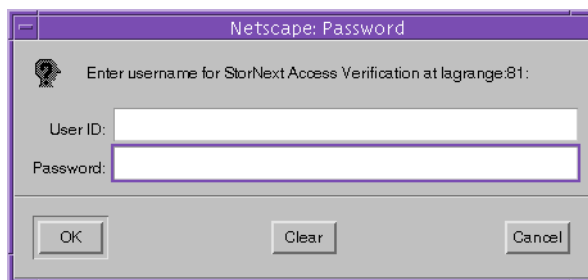 Netscape: Password
Enter username for StorNext Access Verification at lagrange:81:
User ID:
Password:
OK Clear Cancel